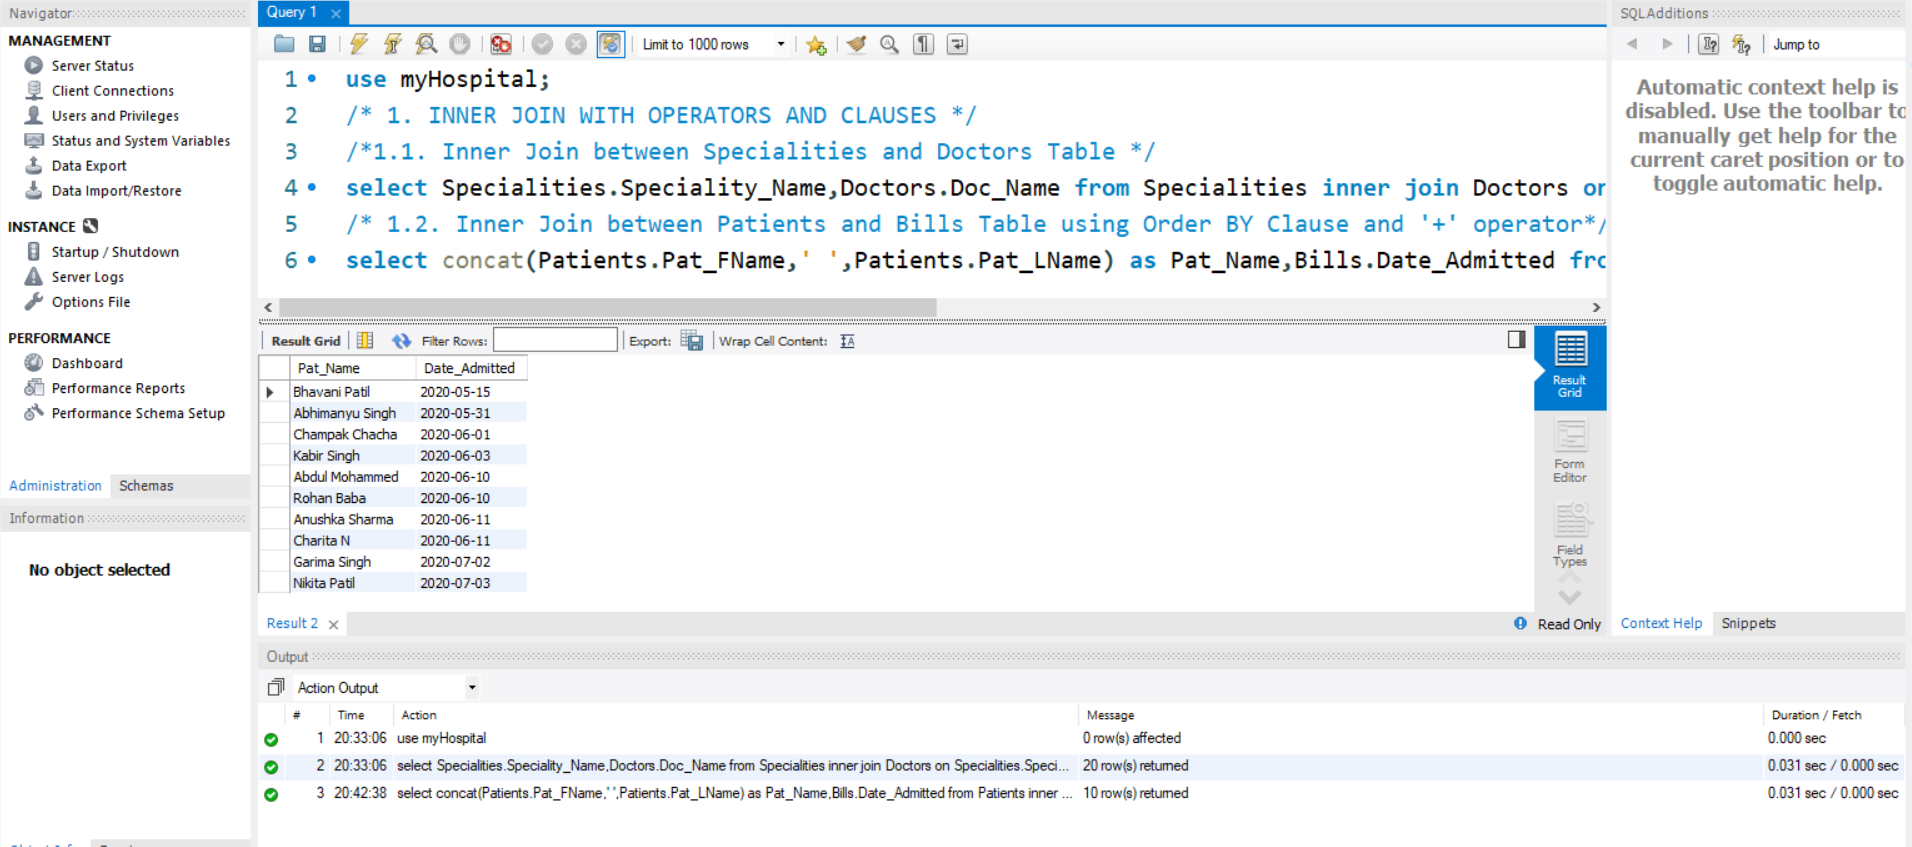 Navigator
MANAGEMENT
Server Status
Client Connections
Users and Privileges
Status and System Variables
Data Export
Data Import/Restore
INSTANCE
Startup / Shutdown
Server Logs
Options File
PERFORMANCE
Dashboard
Performance Reports
Performance Schema Setup
Administration Schemas
Information
No object selected
Query 1
Limit to 1000 rows
1 use myHospital;
2 /* 1. INNER JOIN WITH OPERATORS AND CLAUSES */
3 /*1.1. Inner Join between Specialities and Doctors Table */
4 select Specialities.Speciality_Name,Doctors.Doc_Name from Specialities inner join Doctors on
5 /* 1.2. Inner Join between Patients and Bills Table using Order BY Clause and '+' operator*/
6 select concat(Patients.Pat_FName,' ',Patients.Pat_LName) as Pat_Name,Bills.Date_Admitted fro
Result Grid Filter Rows: Export: Wrap Cell Content:
Pat_Name Date_Admitted
Bhavani Patil 2020-05-15
Abhimanyu Singh 2020-05-31
Champak Chacha 2020-06-01
Kabir Singh 2020-06-03
Abdul Mohammed 2020-06-10
Rohan Baba 2020-06-10
Anushka Sharma 2020-06-11
Charita N 2020-06-11
Garima Singh 2020-07-02
Nikita Patil 2020-07-03
Result
Grid
Form
Editor
Field
Types
Result 2 Read Only
SQLAdditions
Jump to
Automatic context help is
disabled. Use the toolbar to
manually get help for the
current caret position or to
toggle automatic help.
Context Help Snippets
Output
Action Output
# Time Action Message Duration / Fetch
1 20:33:06 use myHospital 0 row(s) affected 0.000 sec
2 20:33:06 select Specialities.Speciality_Name,Doctors.Doc_Name from Specialities inner join Doctors on Specialities.Speci... 20 row(s) returned 0.031 sec / 0.000 sec
3 20:42:38 select concat(Patients.Pat_FName,' ',Patients.Pat_LName) as Pat_Name,Bills.Date_Admitted from Patients inner ... 10 row(s) returned 0.031 sec / 0.000 sec